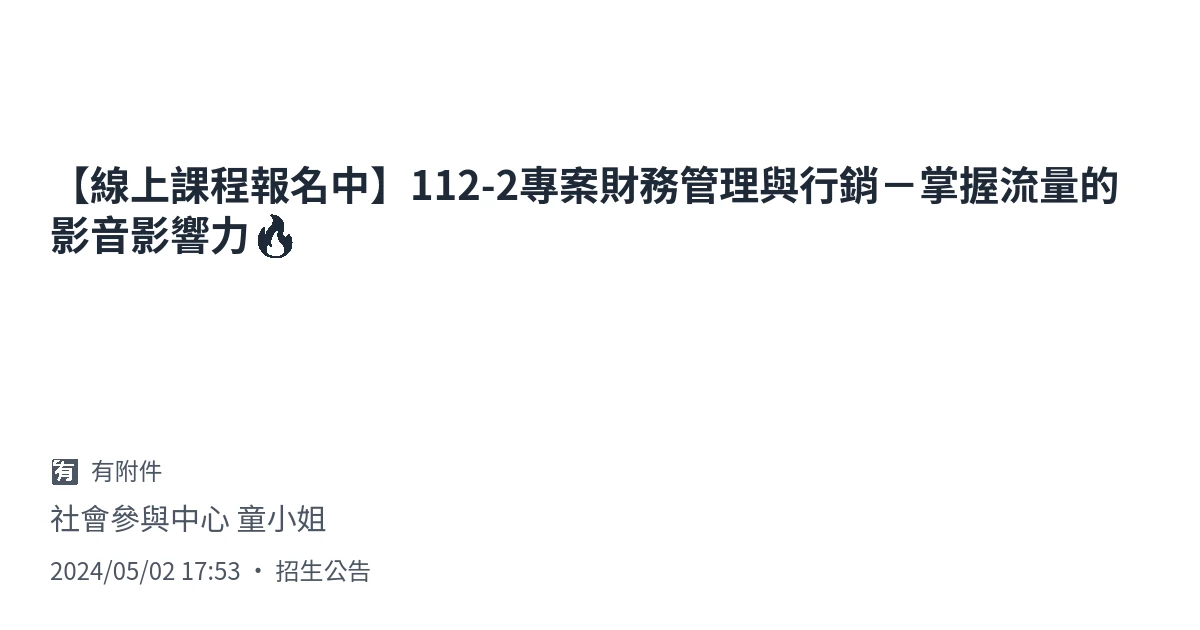 【線上課程報名中】112-2專案財務管理與行銷－掌握流量的
影音影響力🔥
🈶 有附件
社會參與中心 童小姐
2024/05/02 17:53 · 招生公告